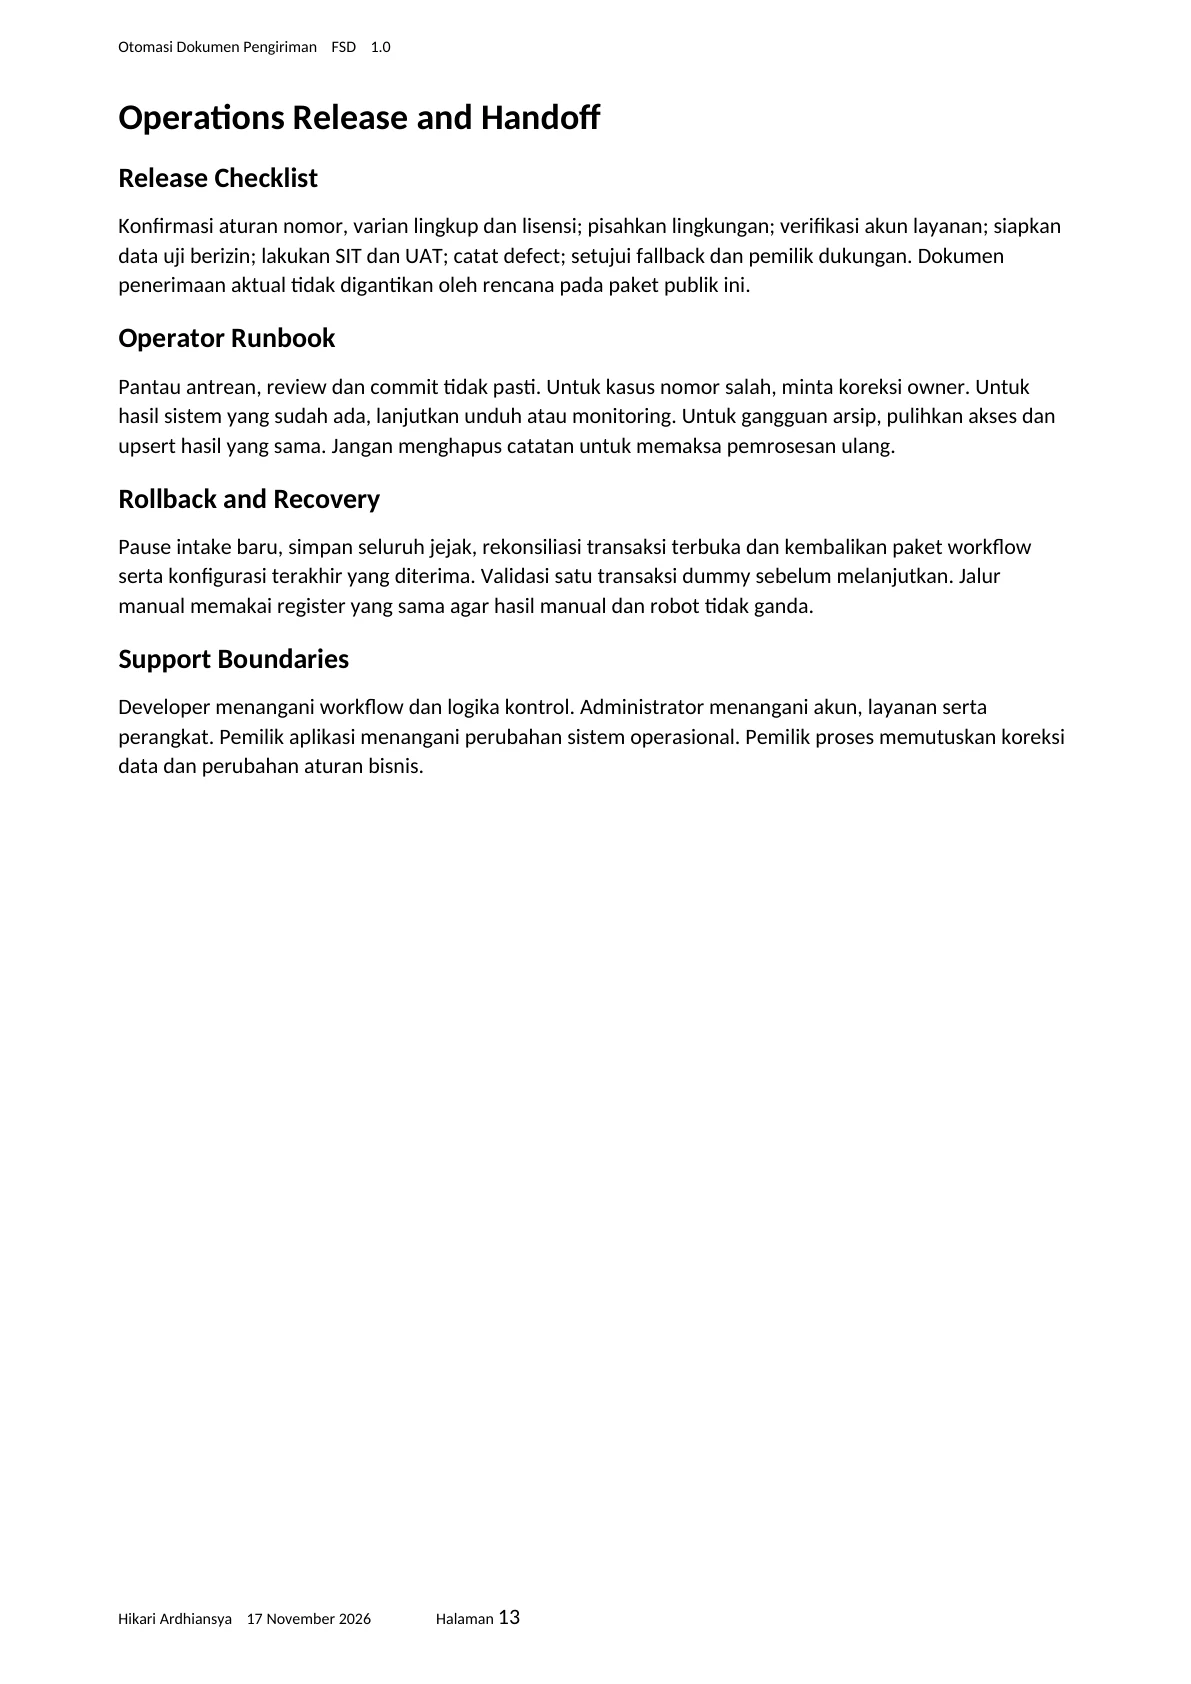 Otomasi Dokumen Pengiriman FSD 1.0
Operations Release and Handoff
Release Checklist
Konfirmasi aturan nomor, varian lingkup dan lisensi; pisahkan lingkungan; verifikasi akun layanan; siapkan
data uji berizin; lakukan SIT dan UAT; catat defect; setujui fallback dan pemilik dukungan. Dokumen
penerimaan aktual tidak digantikan oleh rencana pada paket publik ini.
Operator Runbook
Pantau antrean, review dan commit tidak pasti. Untuk kasus nomor salah, minta koreksi owner. Untuk
hasil sistem yang sudah ada, lanjutkan unduh atau monitoring. Untuk gangguan arsip, pulihkan akses dan
upsert hasil yang sama. Jangan menghapus catatan untuk memaksa pemrosesan ulang.
Rollback and Recovery
Pause intake baru, simpan seluruh jejak, rekonsiliasi transaksi terbuka dan kembalikan paket workflow
serta konfigurasi terakhir yang diterima. Validasi satu transaksi dummy sebelum melanjutkan. Jalur
manual memakai register yang sama agar hasil manual dan robot tidak ganda.
Support Boundaries
Developer menangani workflow dan logika kontrol. Administrator menangani akun, layanan serta
perangkat. Pemilik aplikasi menangani perubahan sistem operasional. Pemilik proses memutuskan koreksi
data dan perubahan aturan bisnis.
Hikari Ardhiansya 17 November 2026 Halaman 13